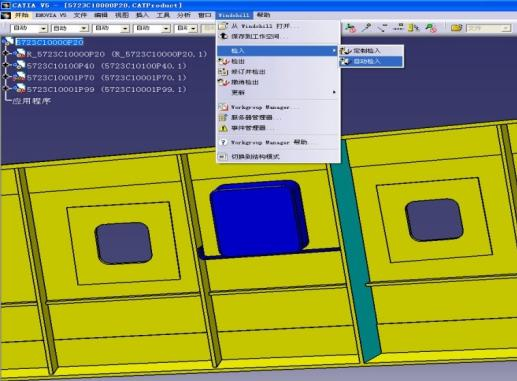 CATIA V5 - [5723C10000P20.CATProduct]
开始 ENOVIA V5 文件 编辑 视图 插入 工具 分析 窗口 Windchill 帮助
自动 自动 自动 自动 自动
从 Windchill 打开...
保存到工作空间...
检入
定制检入
自动检入
检出
修订并检出
撤消检出
更新
Workgroup Manager...
服务器管理器...
事件管理器...
Workgroup Manager 帮助...
切换到结构模式
5723C10000P20
R_5723C10000P20 (R_5723C10000P20.1)
5723C10100P40 (5723C10100P40.1)
5723C10001P70 (5723C10001P70.1)
5723C10001P99 (5723C10001P99.1)
应用程序